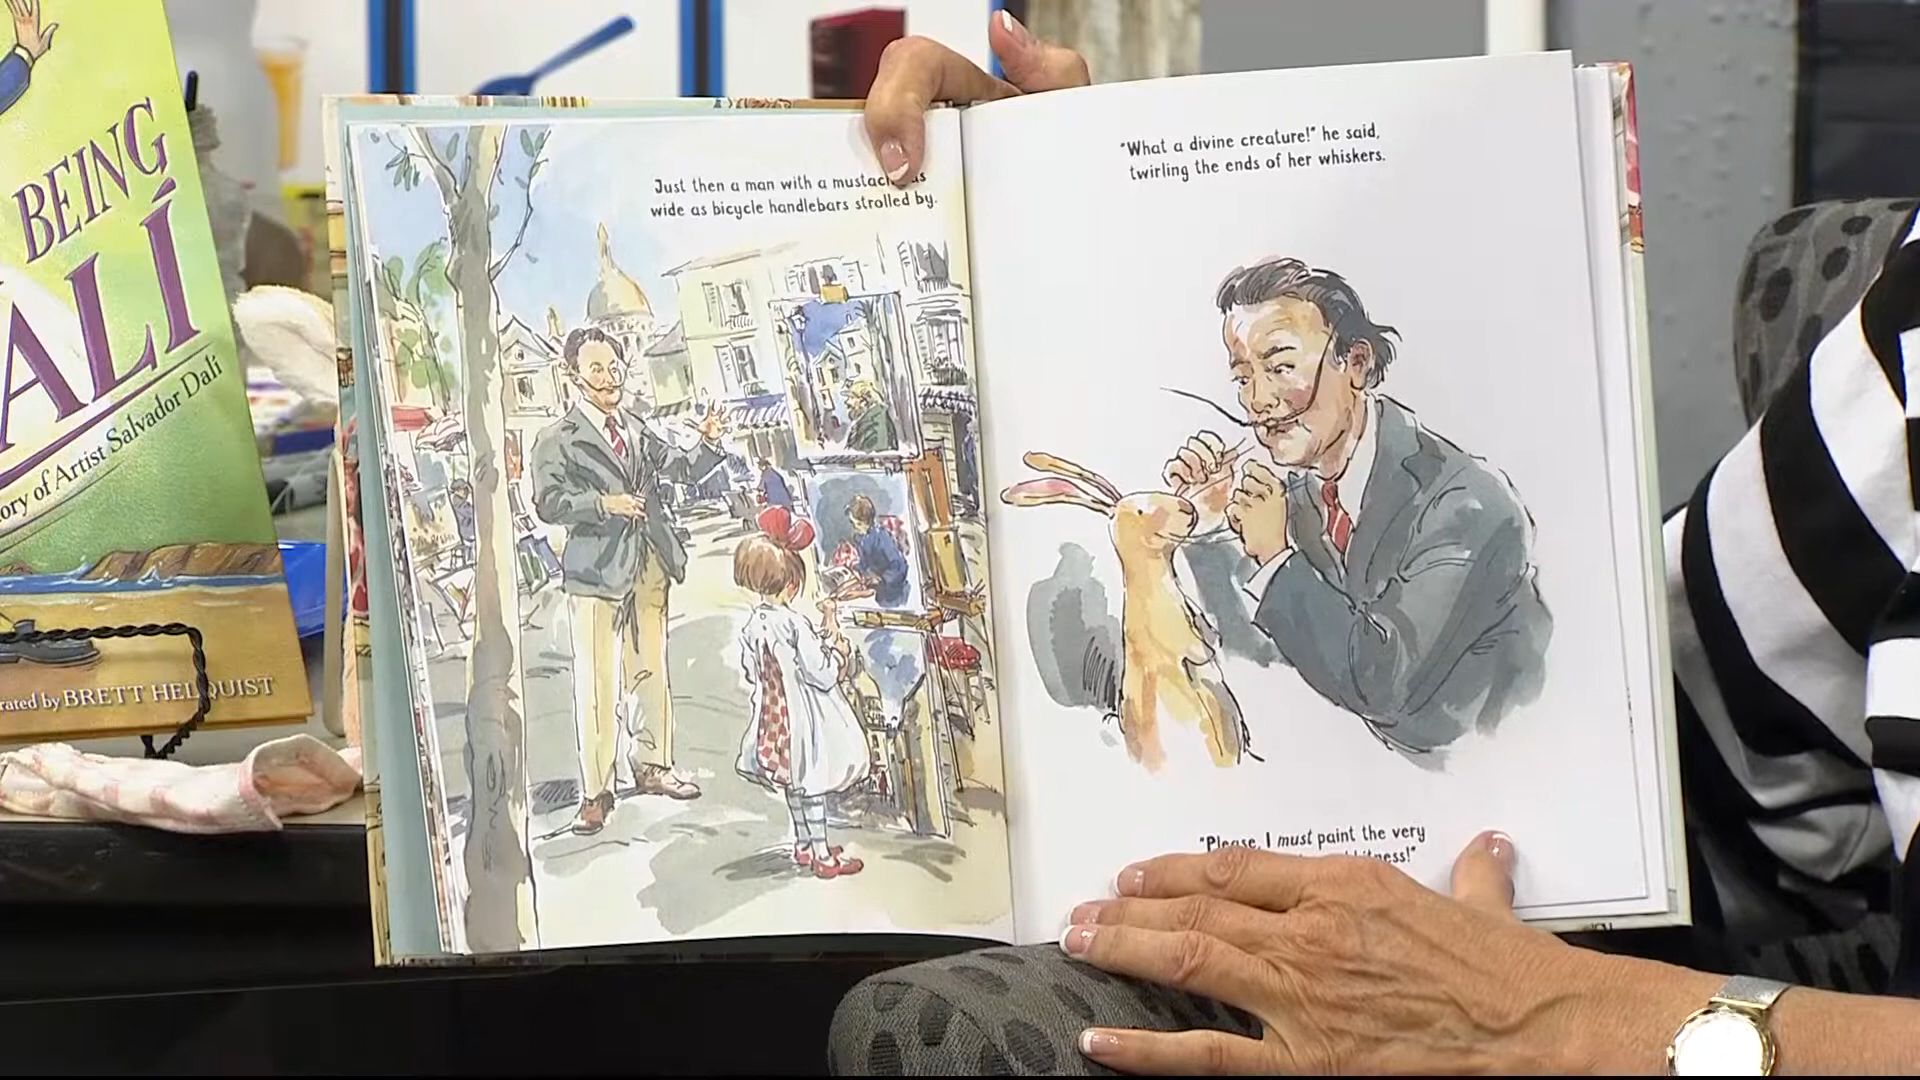 BEING
ALÍ
ory of Artist Salvador Dalí
rated by BRETT HELQUIST
Just then a man with a mustach as
wide as bicycle handlebars strolled by.
"What a divine creature!" he said,
twirling the ends of her whiskers.
"Please, I must paint the very